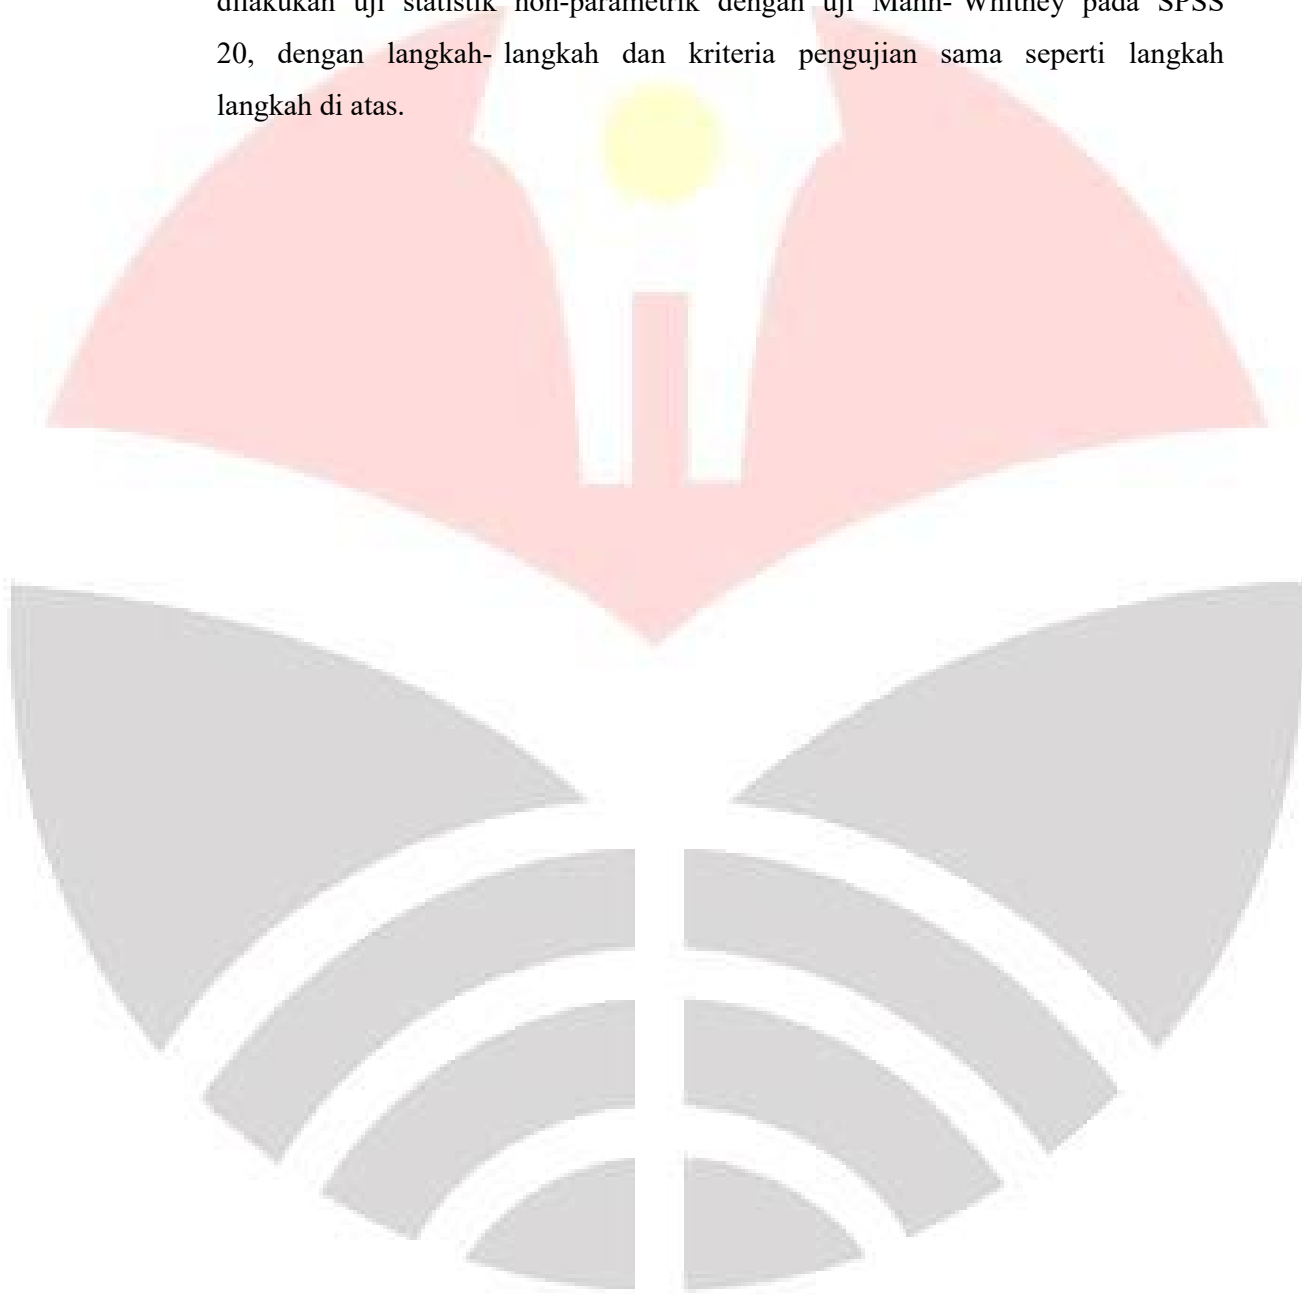 dilakukan uji statistik non-parametrik dengan uji Mann- Whitney pada SPSS
20, dengan langkah- langkah dan kriteria pengujian sama seperti langkah
langkah di atas.